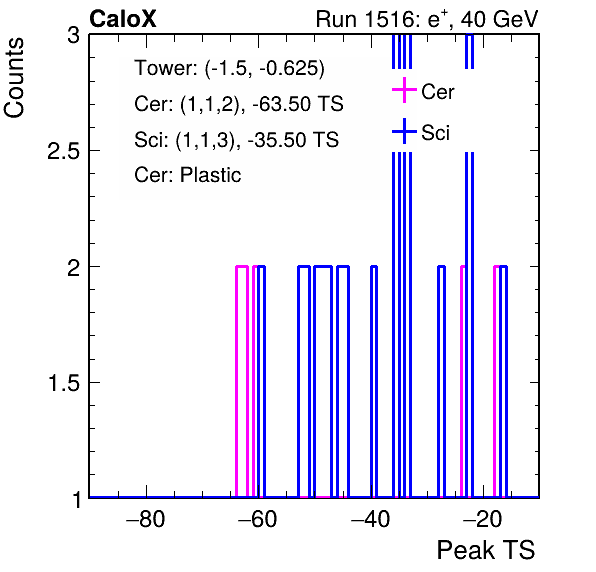 CaloX Run 1516: e⁺, 40 GeV
Counts
Tower: (-1.5, -0.625)
Cer: (1,1,2), -63.50 TS
Sci: (1,1,3), -35.50 TS
Cer: Plastic
Cer
Sci
3
2.5
2
1.5
1
−80 −60 −40 −20
Peak TS